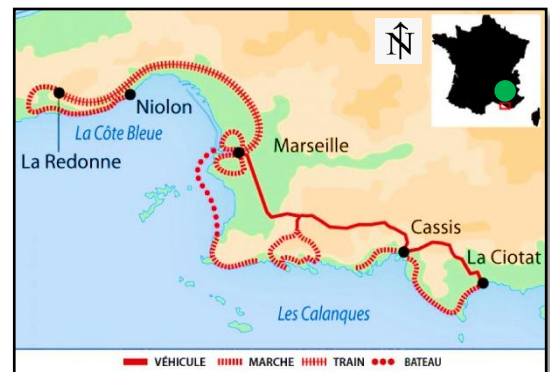 N
Niolon
La Côte Bleue
La Redonne
Marseille
Cassis
La Ciotat
Les Calanques
VÉHICULE MARCHE TRAIN BATEAU